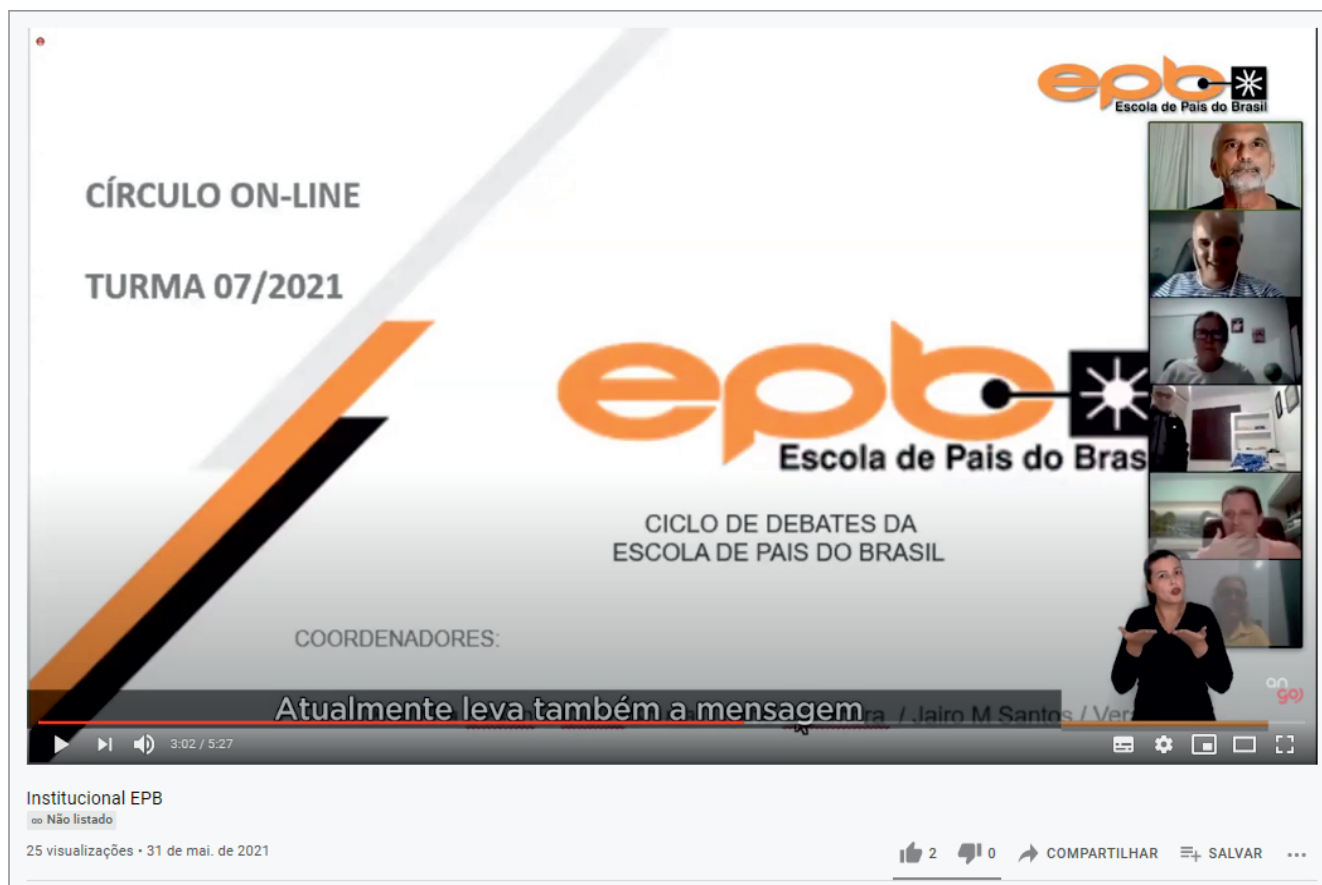 epb
Escola de Pais do Brasil
CÍRCULO ON-LINE
TURMA 07/2021
epb
Escola de Pais do Bras
CICLO DE DEBATES DA
ESCOLA DE PAIS DO BRASIL
COORDENADORES:
/ Jairo M Santos /
Atualmente leva também a mensagem
on
go)
3:02 / 5:27
Institucional EPB
Não listado
25 visualizações • 31 de mai. de 2021
2 0 COMPARTILHAR SALVAR